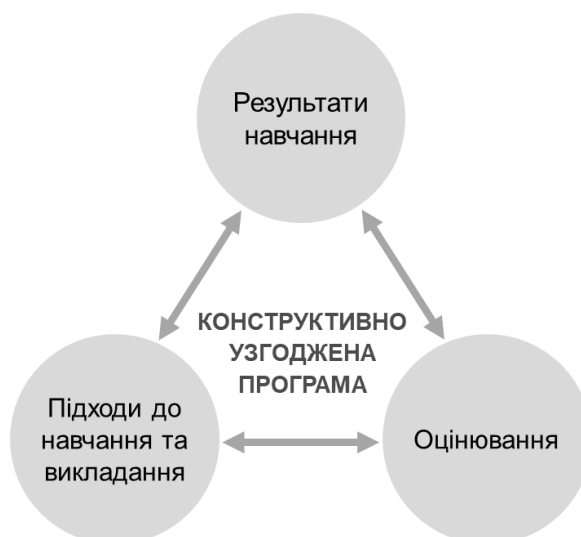 Результати
навчання
КОНСТРУКТИВНО
УЗГОДЖЕНА
ПРОГРАМА
Підходи до
навчання та
викладання
Оцінювання